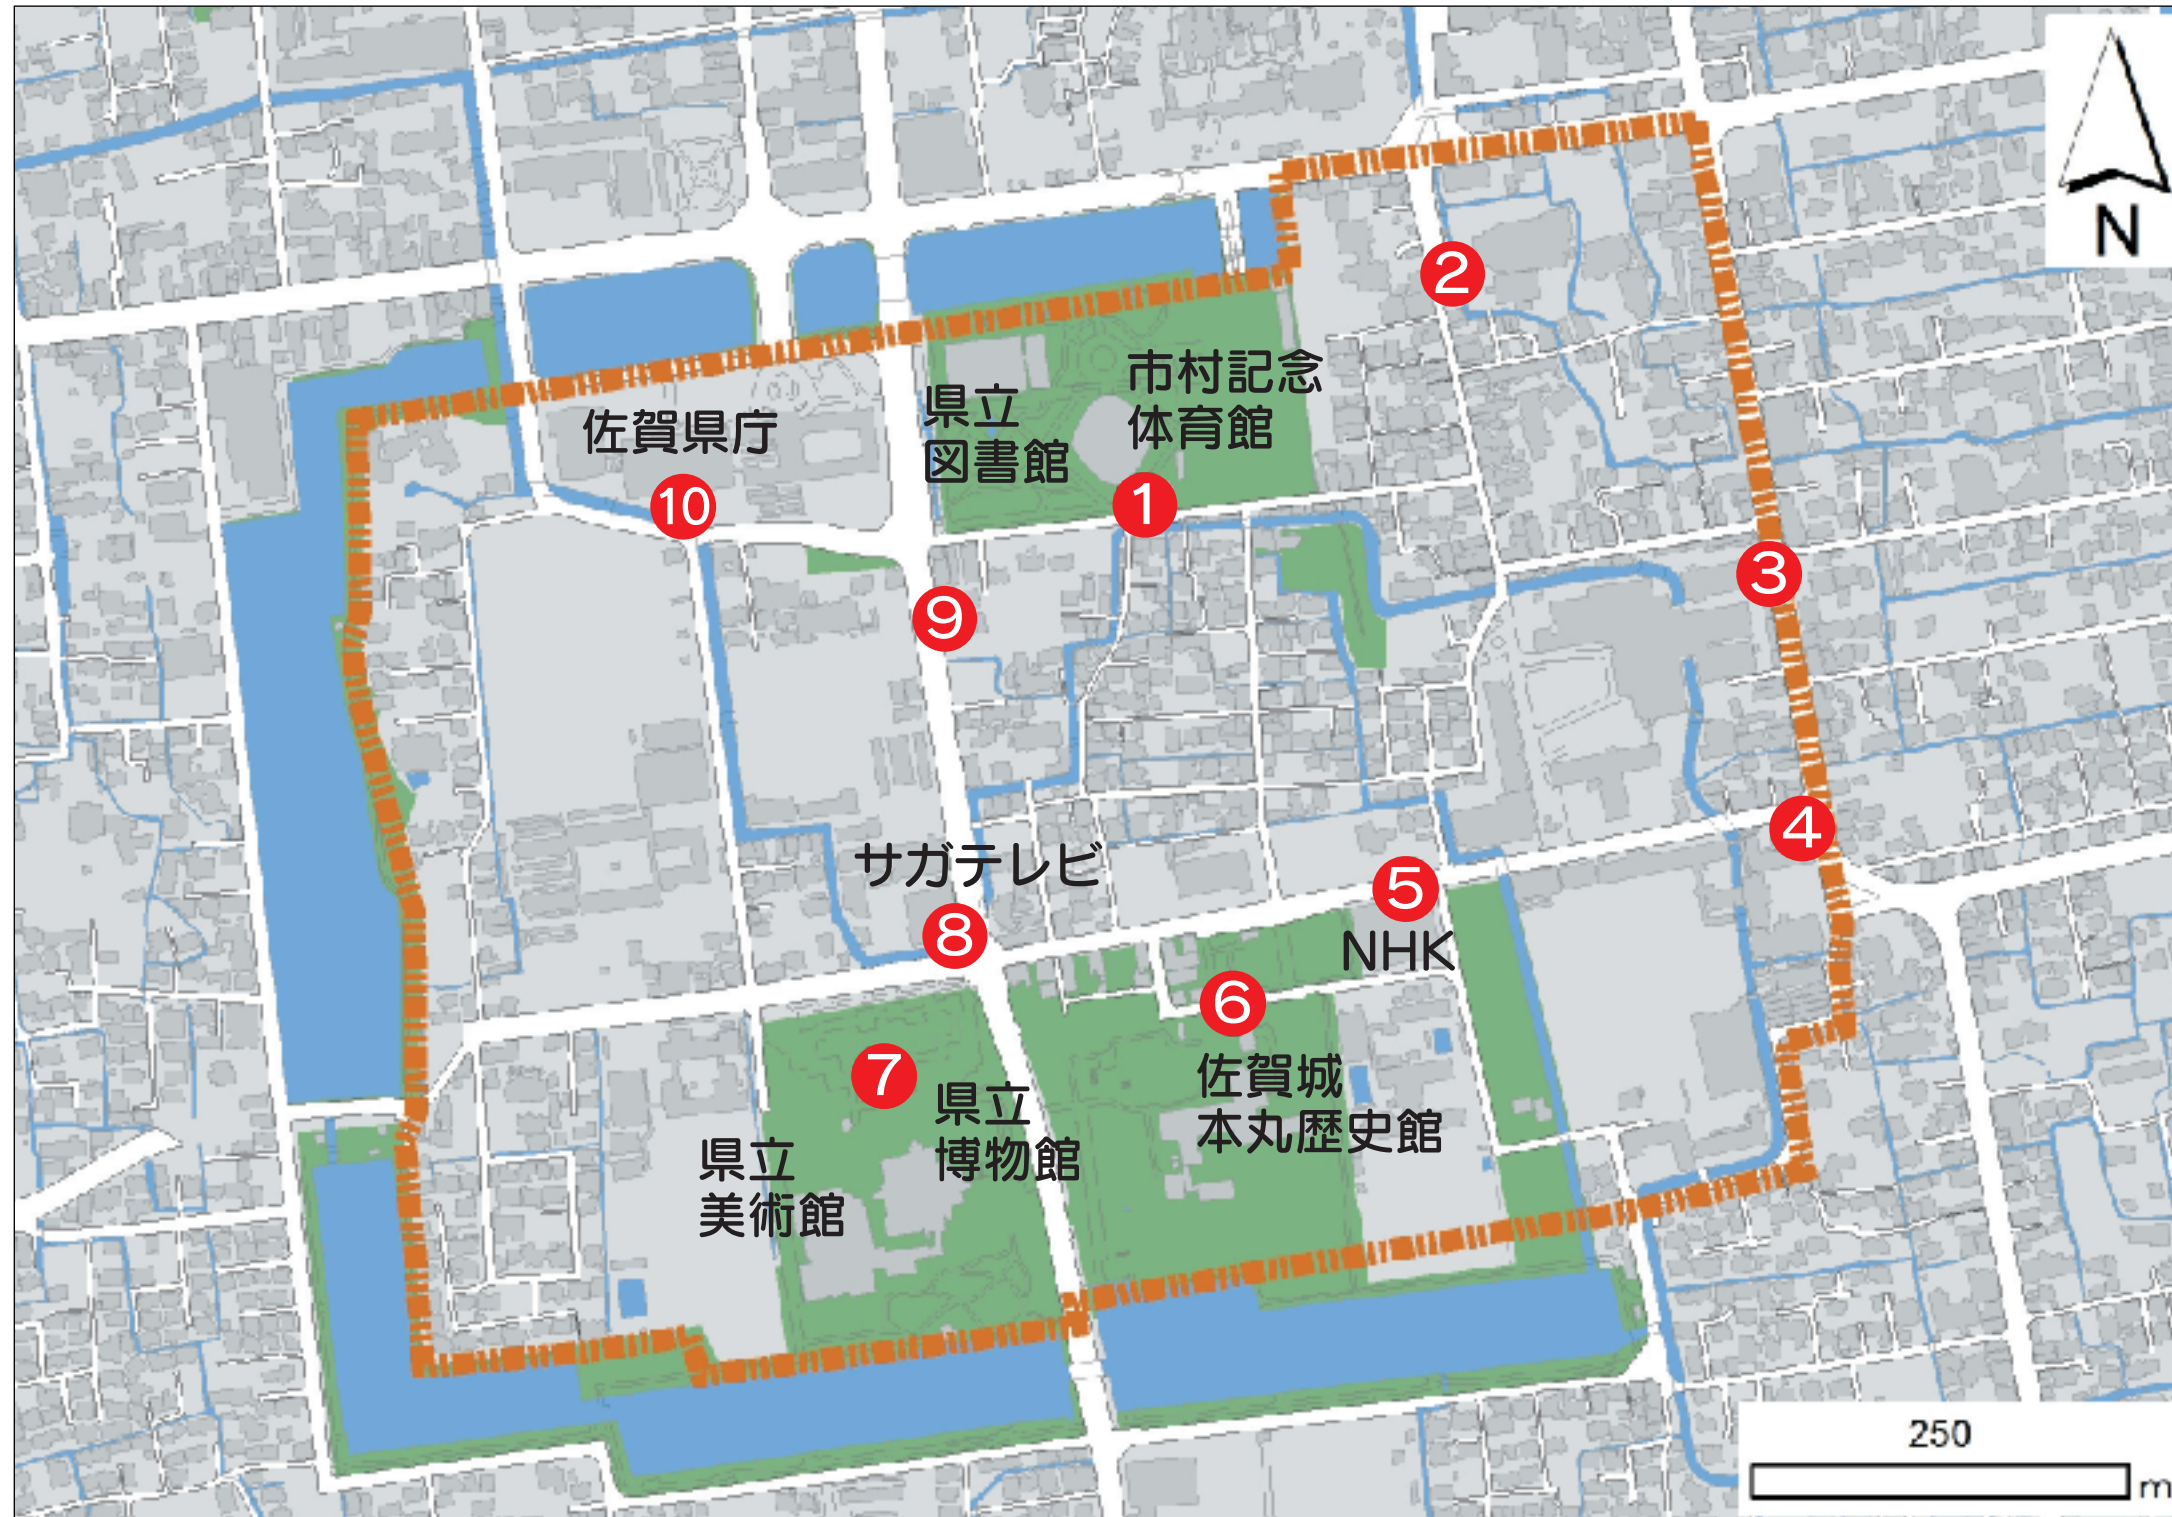 N
②
市村記念
体育館
県立
図書館
佐賀県庁
⑩
①
③
⑨
④
サガテレビ
⑤
⑧
NHK
⑥
⑦
佐賀城
本丸歴史館
県立
博物館
県立
美術館
250
m